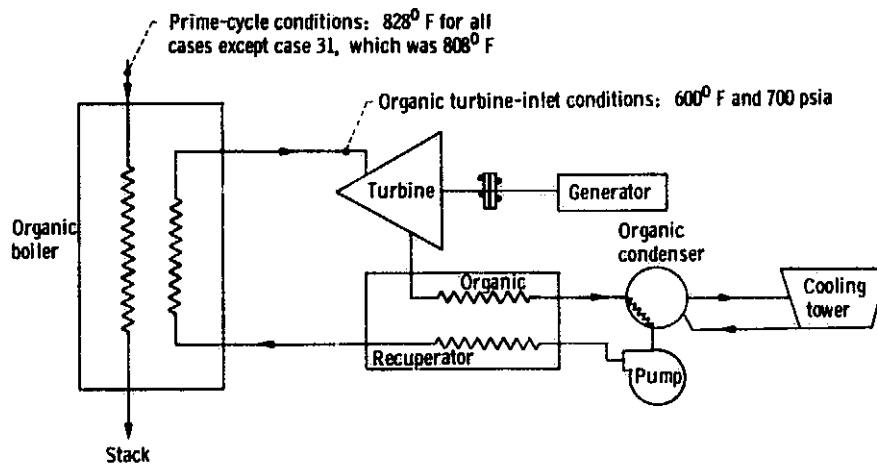 Prime-cycle conditions: 828⁰ F for all
cases except case 31, which was 808⁰ F
Organic turbine-inlet conditions: 600⁰ F and 700 psia
Turbine
Generator
Organic
boiler
Organic
condenser
Organic
Cooling
tower
Recuperator
Pump
Stack